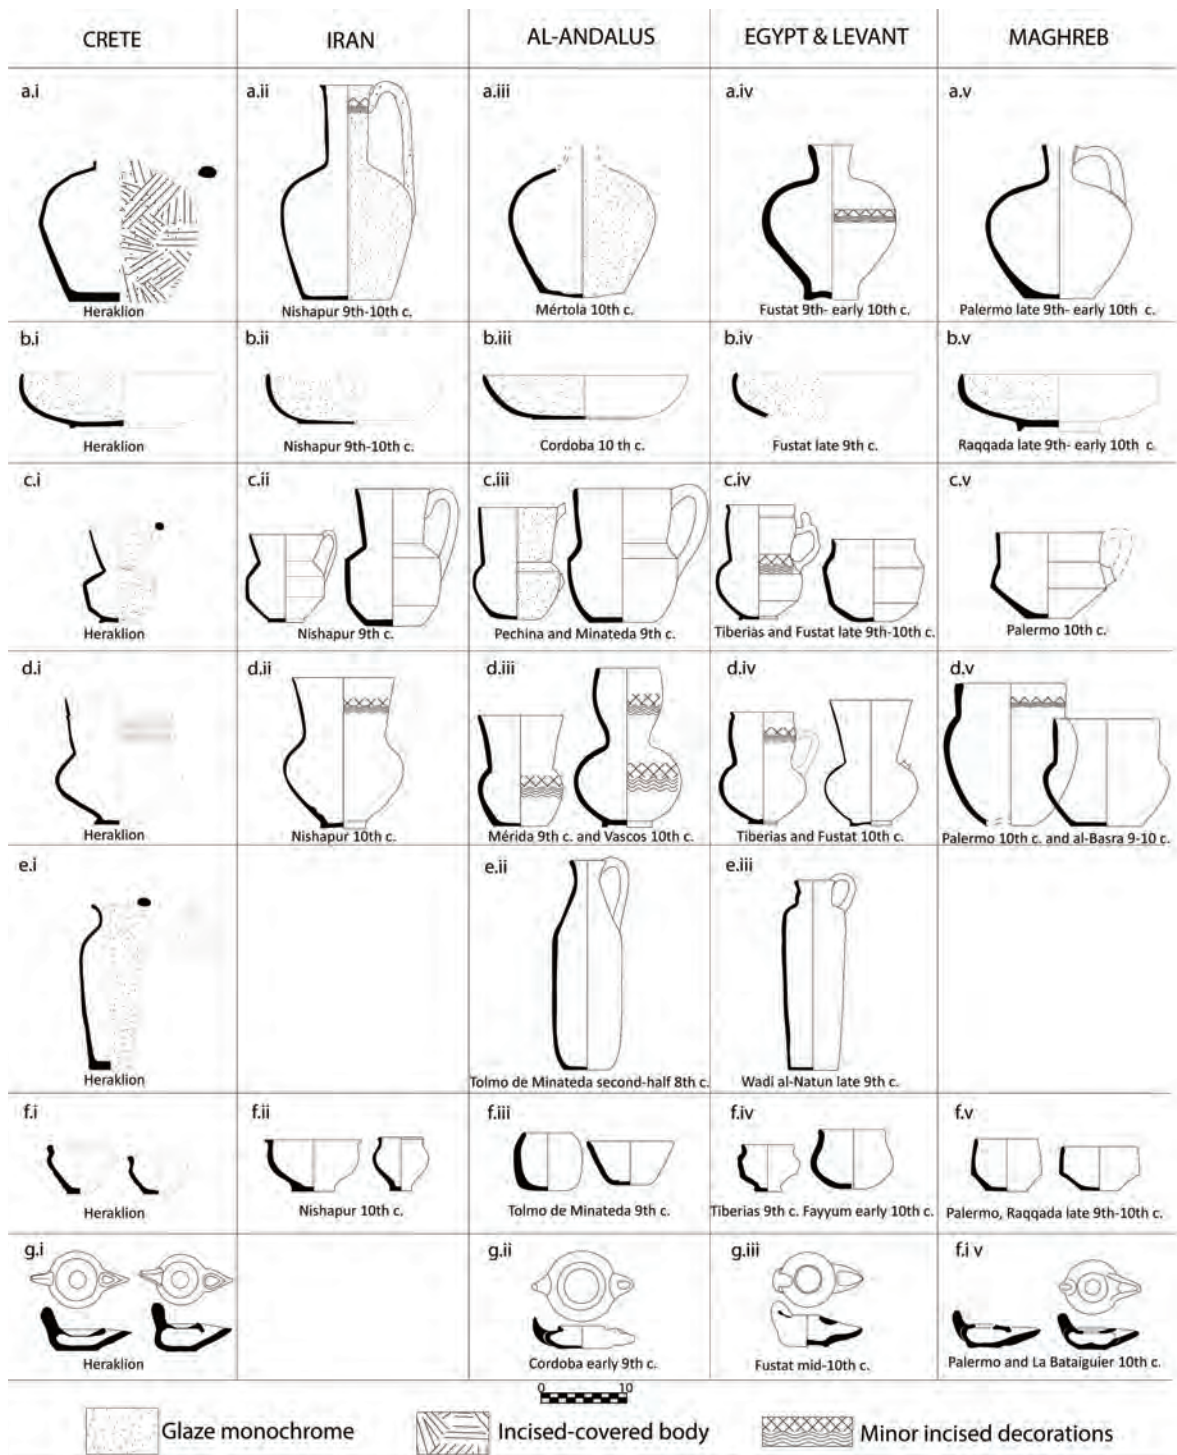 CRETE IRAN AL-ANDALUS EGYPT & LEVANT MAGHREB
a.i a.ii a.iii a.iv a.v
Heraklion Nishapur 9th-10th c. Mértola 10th c. Fustat 9th- early 10th c. Palermo late 9th- early 10th c.
b.i b.ii b.iii b.iv b.v
Heraklion Nishapur 9th-10th c. Cordoba 10 th c. Fustat late 9th c. Raqqada late 9th- early 10th c.
c.i c.ii c.iii c.iv c.v
Heraklion Nishapur 9th c. Pechina and Minateda 9th c. Tiberias and Fustat late 9th-10th c. Palermo 10th c.
d.i d.ii d.iii d.iv d.v
Heraklion Nishapur 10th c. Mérida 9th c. and Vascos 10th c. Tiberias and Fustat 10th c. Palermo 10th c. and al-Basra 9-10 c.
e.i e.ii e.iii
Heraklion Tolmo de Minateda second-half 8th c. Wadi al-Natun late 9th c.
f.i f.ii f.iii f.iv f.v
Heraklion Nishapur 10th c. Tolmo de Minateda 9th c. Tiberias 9th c. Fayyum early 10th c. Palermo, Raqqada late 9th-10th c.
g.i g.ii g.iii f.i v
Heraklion Cordoba early 9th c. Fustat mid-10th c. Palermo and La Bataiguier 10th c.
0 10
Glaze monochrome Incised-covered body Minor incised decorations